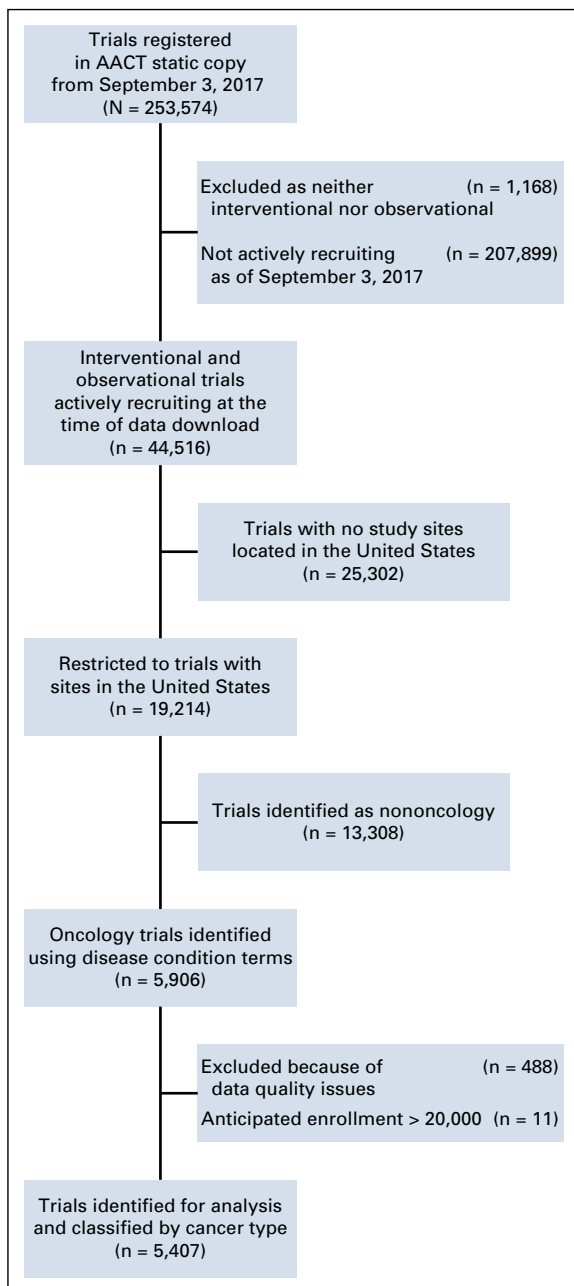 Trials registered
in AACT static copy
from September 3, 2017
(N = 253,574)
Excluded as neither (n = 1,168)
interventional nor observational
Not actively recruiting (n = 207,899)
as of September 3, 2017
Interventional and
observational trials
actively recruiting at the
time of data download
(n = 44,516)
Trials with no study sites
located in the United States
(n = 25,302)
Restricted to trials with
sites in the United States
(n = 19,214)
Trials identified as nononcology
(n = 13,308)
Oncology trials identified
using disease condition terms
(n = 5,906)
Excluded because of (n = 488)
data quality issues
Anticipated enrollment > 20,000 (n = 11)
Trials identified for analysis
and classified by cancer type
(n = 5,407)